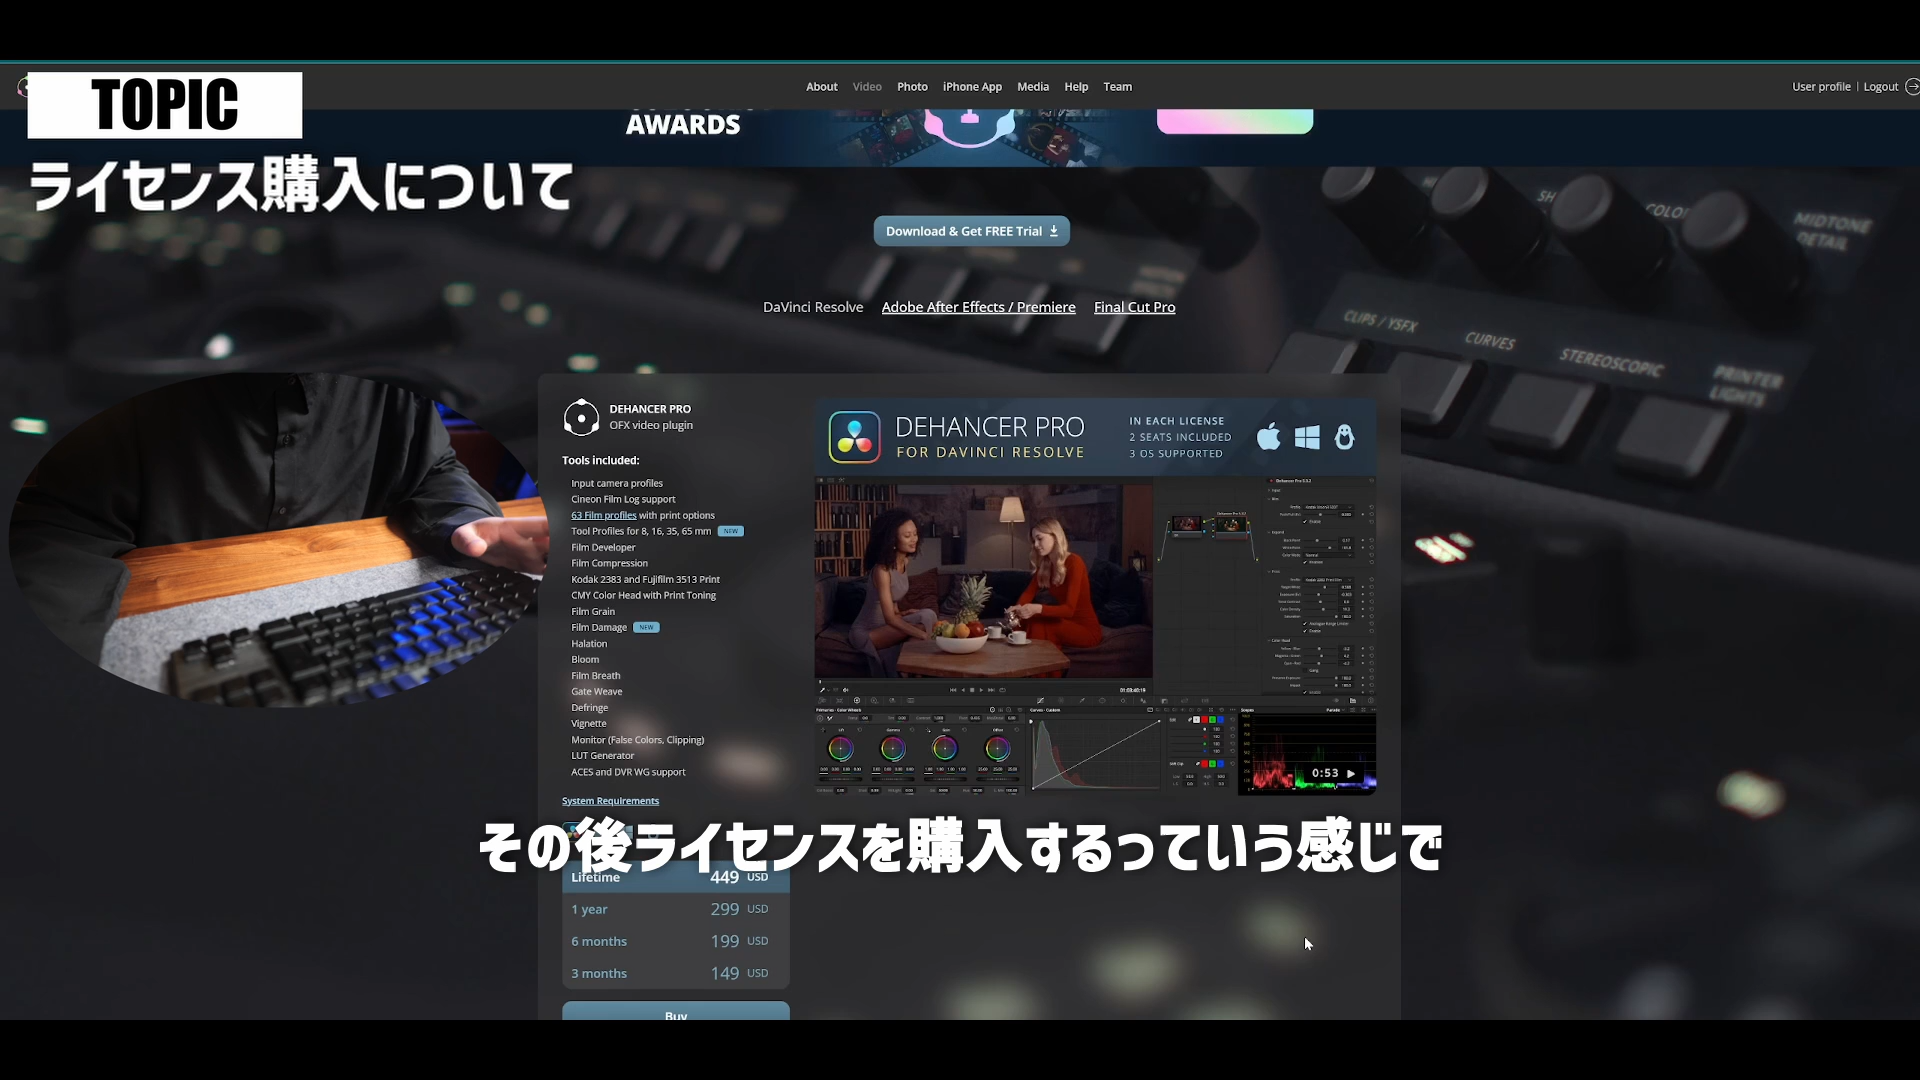 TOPIC
ライセンス購入について
About Video Photo iPhone App Media Help Team
User profile | Logout
AWARDS
Download & Get FREE Trial
DaVinci Resolve Adobe After Effects / Premiere Final Cut Pro
MIDTONE
DETAIL
CLIPS / YSFX
CURVES
STEREOSCOPIC
PRINTER
LIGHTS
DEHANCER PRO
OFX video plugin
Tools included:
Input camera profiles
Cineon Film Log support
63 Film profiles with print options
Tool Profiles for 8, 16, 35, 65 mm NEW
Film Developer
Film Compression
Kodak 2383 and Fujifilm 3513 Print
CMY Color Head with Print Toning
Film Grain
Film Damage NEW
Halation
Bloom
Film Breath
Gate Weave
Defringe
Vignette
Monitor (False Colors, Clipping)
LUT Generator
ACES and DVR WG support
System Requirements
DEHANCER PRO
FOR DAVINCI RESOLVE
IN EACH LICENSE
2 SEATS INCLUDED
3 OS SUPPORTED
0:53
その後ライセンスを購入するっていう感じで
Lifetime 449 USD
1 year 299 USD
6 months 199 USD
3 months 149 USD
Buy